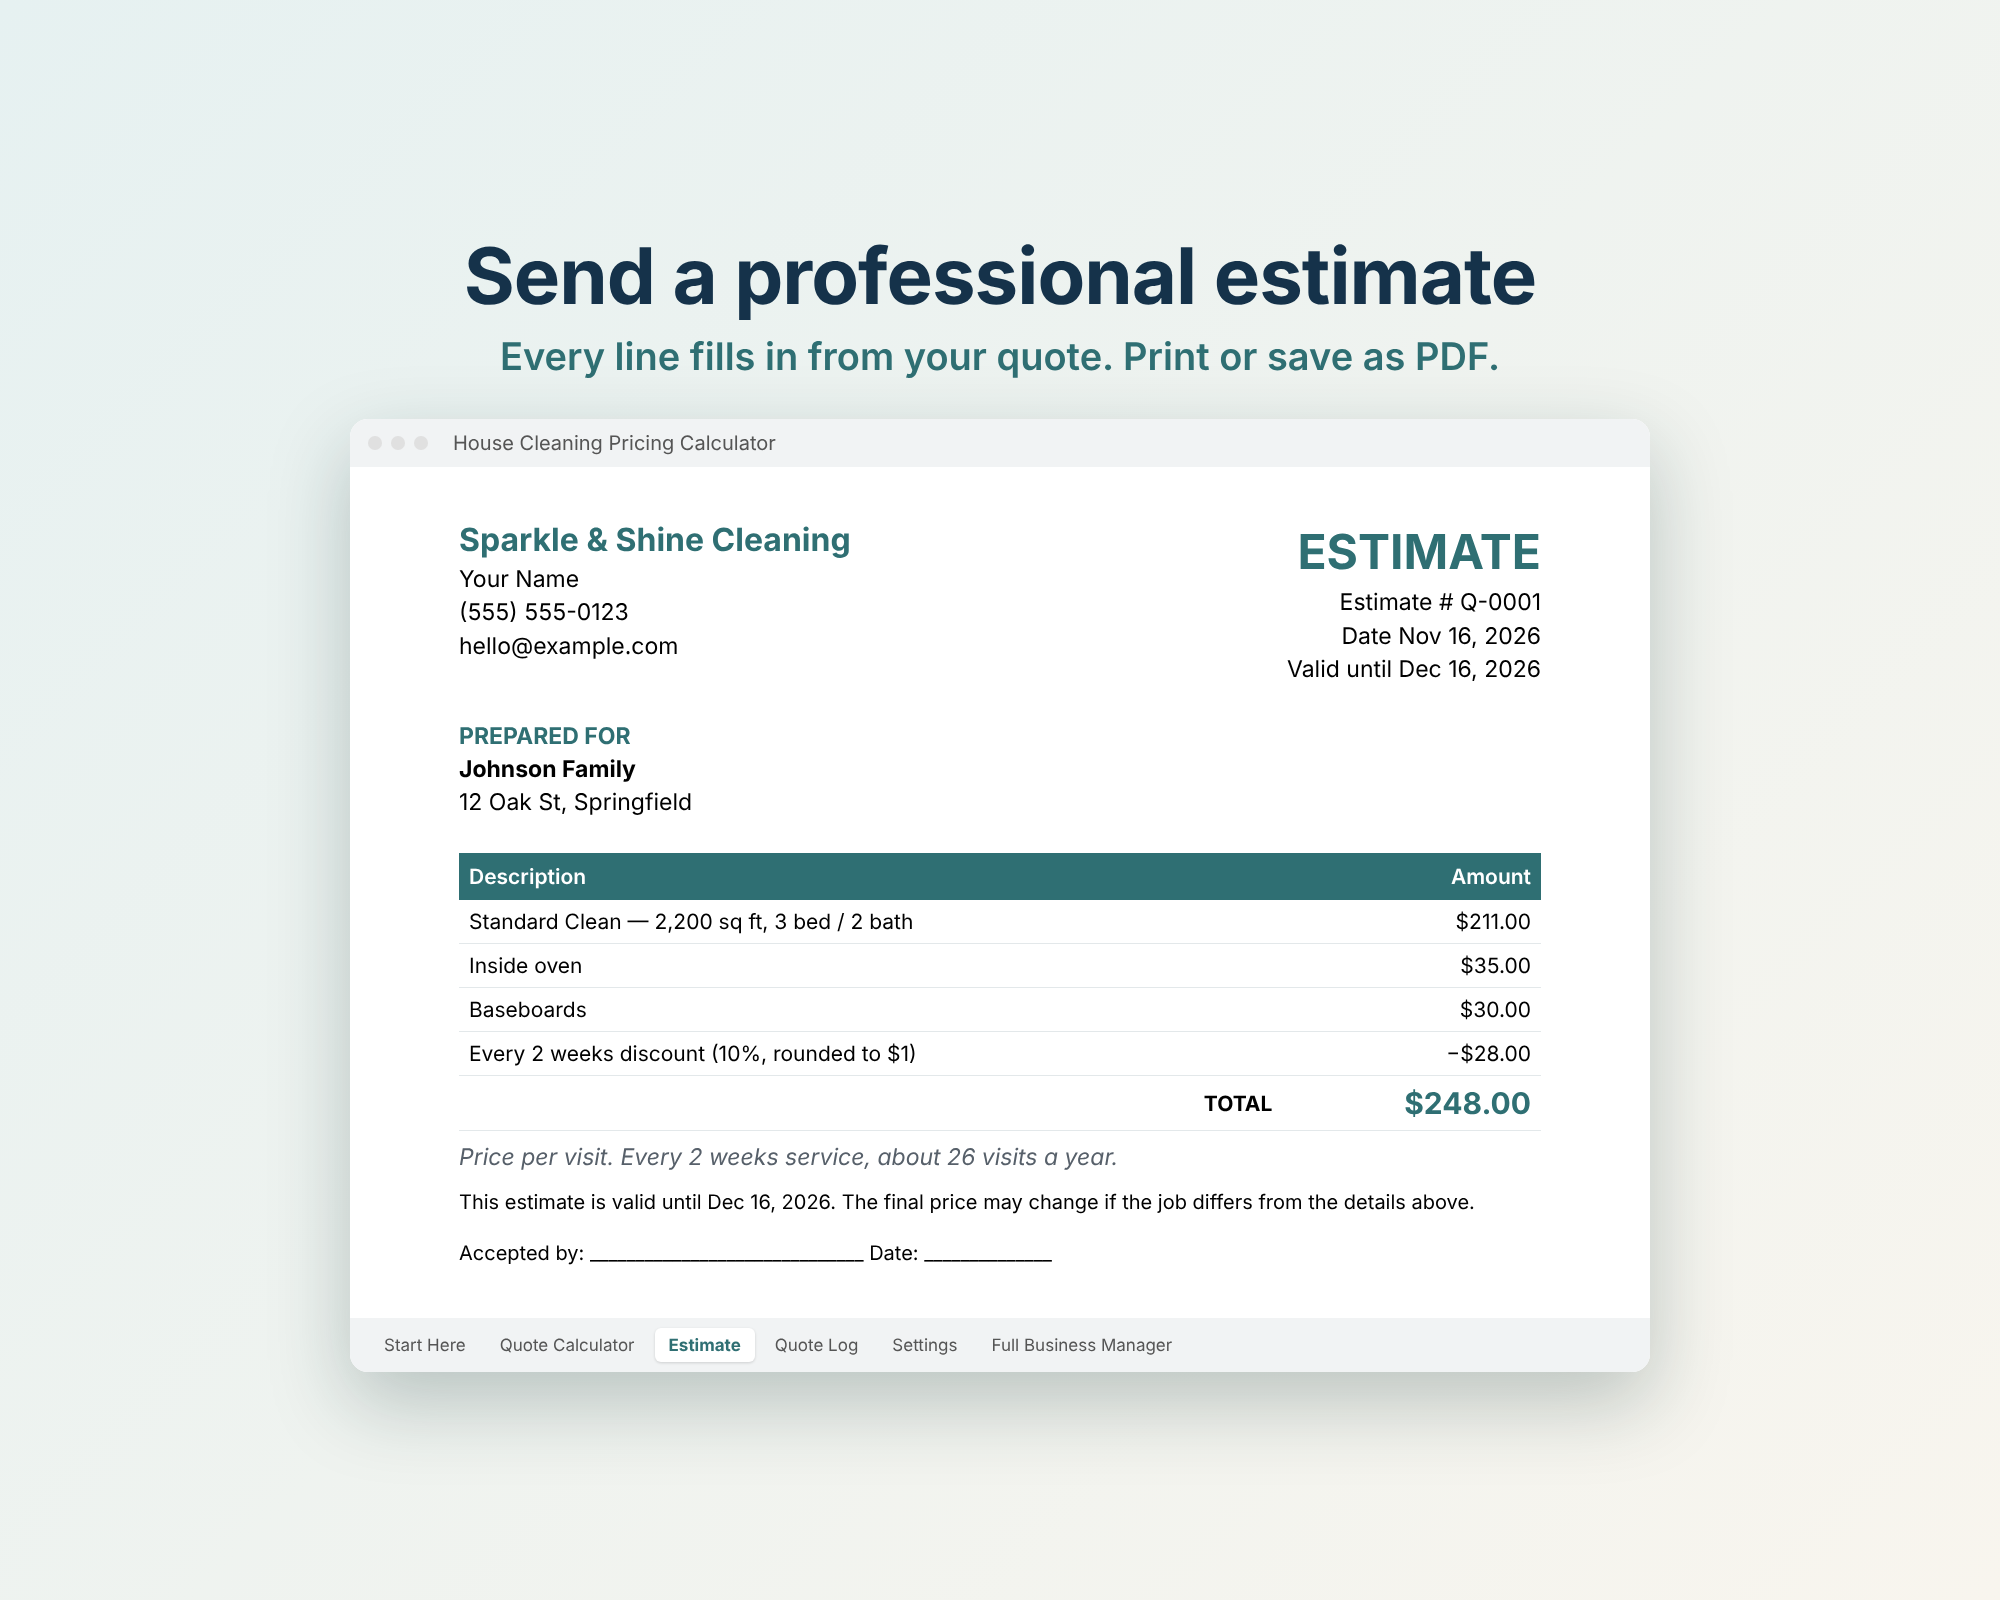 Send a professional estimate
Every line fills in from your quote. Print or save as PDF.
House Cleaning Pricing Calculator
Sparkle & Shine Cleaning
Your Name
(555) 555-0123
hello@example.com
ESTIMATE
Estimate # Q-0001
Date Nov 16, 2026
Valid until Dec 16, 2026
PREPARED FOR
Johnson Family
12 Oak St, Springfield
Description Amount
Standard Clean — 2,200 sq ft, 3 bed / 2 bath $211.00
Inside oven $35.00
Baseboards $30.00
Every 2 weeks discount (10%, rounded to $1) −$28.00
TOTAL $248.00
Price per visit. Every 2 weeks service, about 26 visits a year.
This estimate is valid until Dec 16, 2026. The final price may change if the job differs from the details above.
Accepted by: ______________________________ Date: ______________
Start Here Quote Calculator Estimate Quote Log Settings Full Business Manager